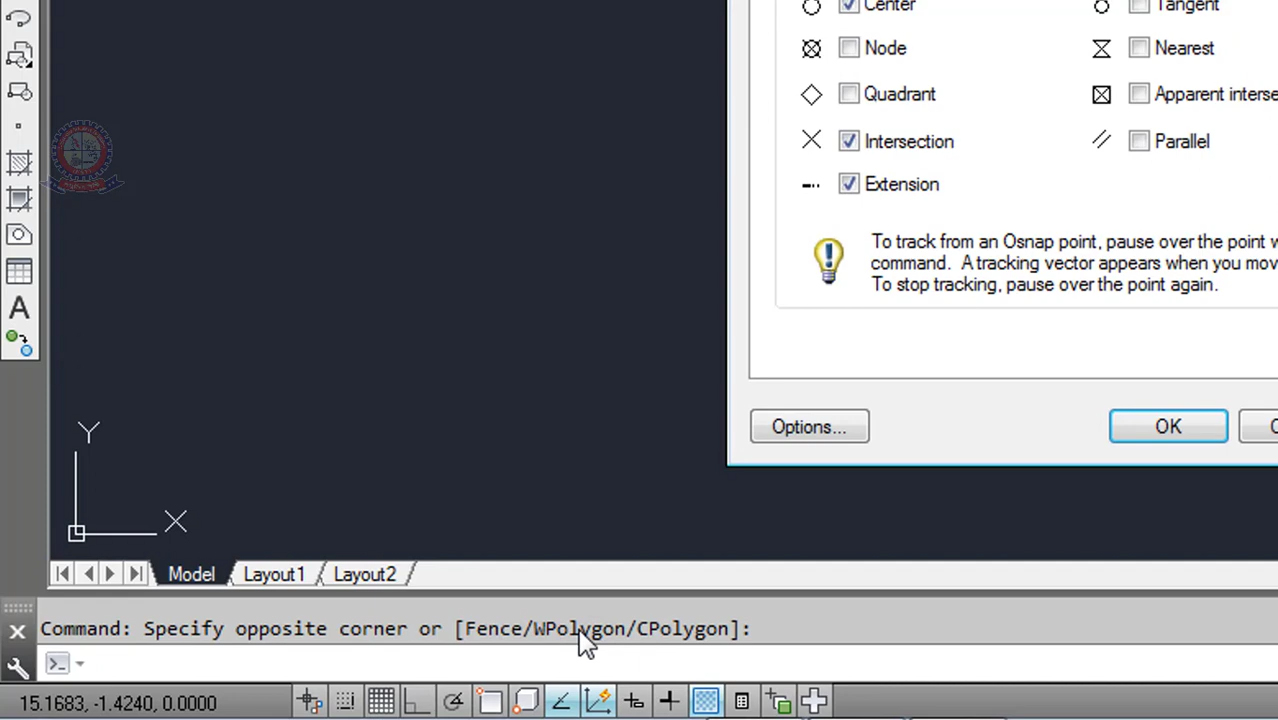 Center
Tangent
Node
Nearest
Quadrant
Apparent interse
Intersection
Parallel
Extension
To track from an Osnap point, pause over the point w
command. A tracking vector appears when you mov
To stop tracking, pause over the point again.
Options...
OK
C
Y
X
Model
Layout1
Layout2
Command: Specify opposite corner or [Fence/WPolygon/CPolygon]:
15.1683, -1.4240, 0.0000
A